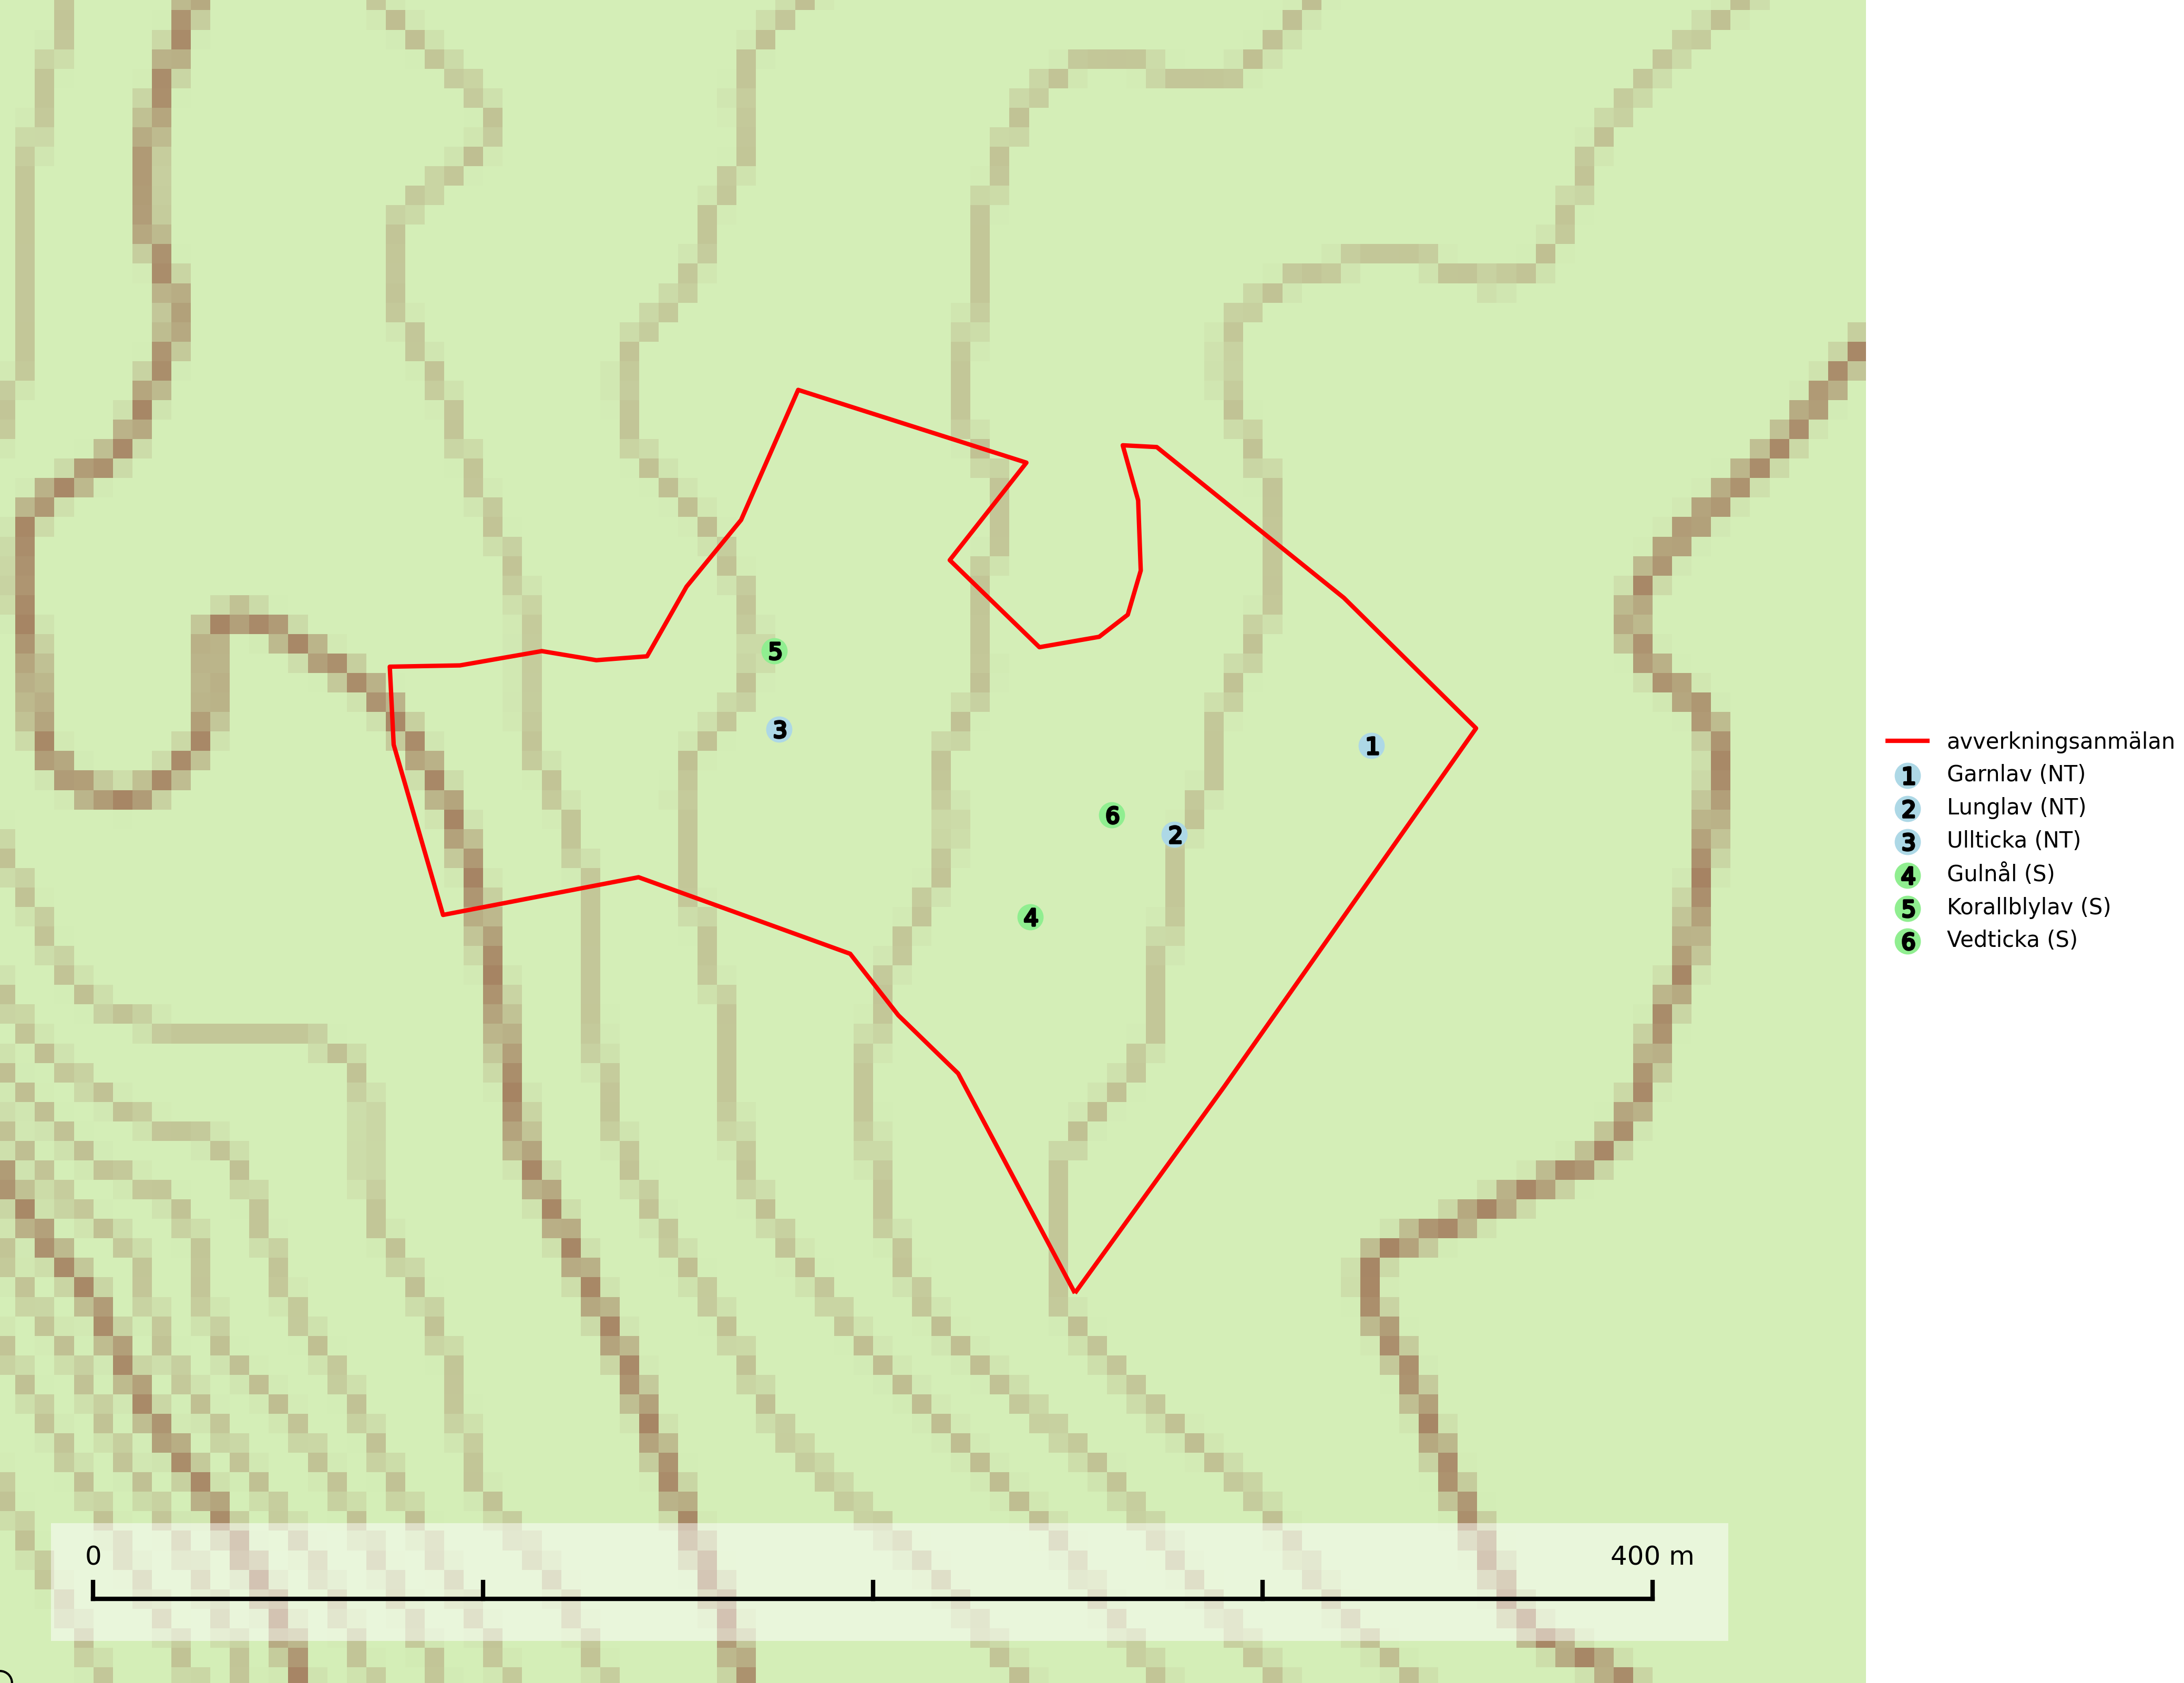 5
3
1
6
2
4
avverkningsanmälan
1 Garnlav (NT)
2 Lunglav (NT)
3 Ullticka (NT)
4 Gulnål (S)
5 Korallblylav (S)
6 Vedticka (S)
0 400 m